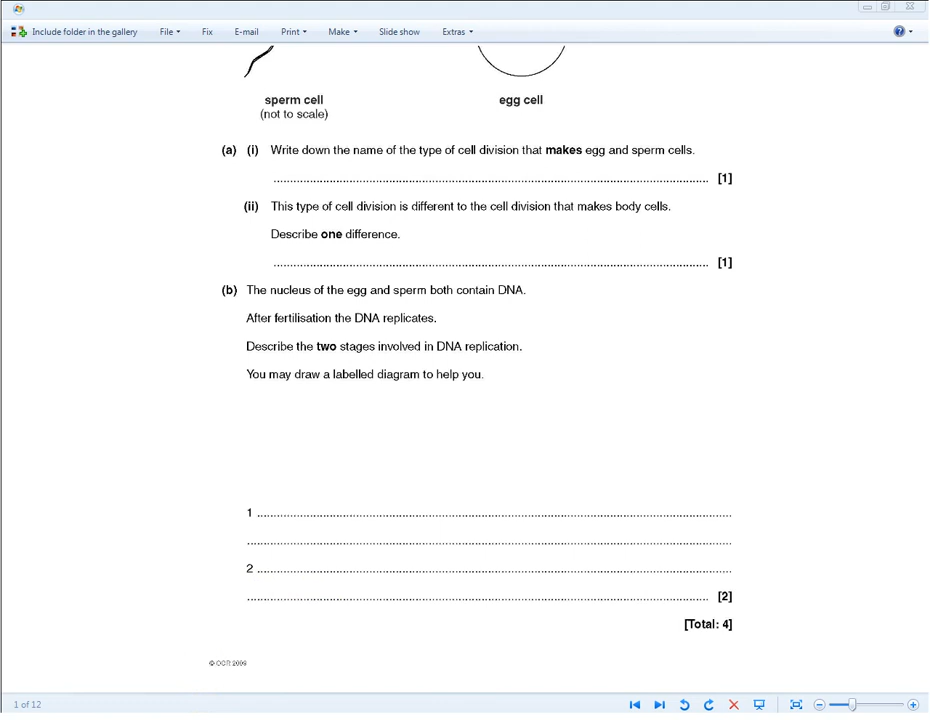 Include folder in the gallery File Fix E-mail Print Make Slide show Extras
sperm cell egg cell
(not to scale)
(a) (i) Write down the name of the type of cell division that makes egg and sperm cells.
[1]
(ii) This type of cell division is different to the cell division that makes body cells.
Describe one difference.
[1]
(b) The nucleus of the egg and sperm both contain DNA.
After fertilisation the DNA replicates.
Describe the two stages involved in DNA replication.
You may draw a labelled diagram to help you.
1
2
[2]
[Total: 4]
© OCR 2009
1 of 12